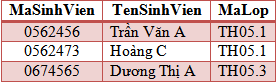 MaSinhVien TenSinhVien MaLop
0562456 Trần Văn A TH05.1
0562473 Hoàng C TH05.1
0674565 Dương Thị A TH05.3